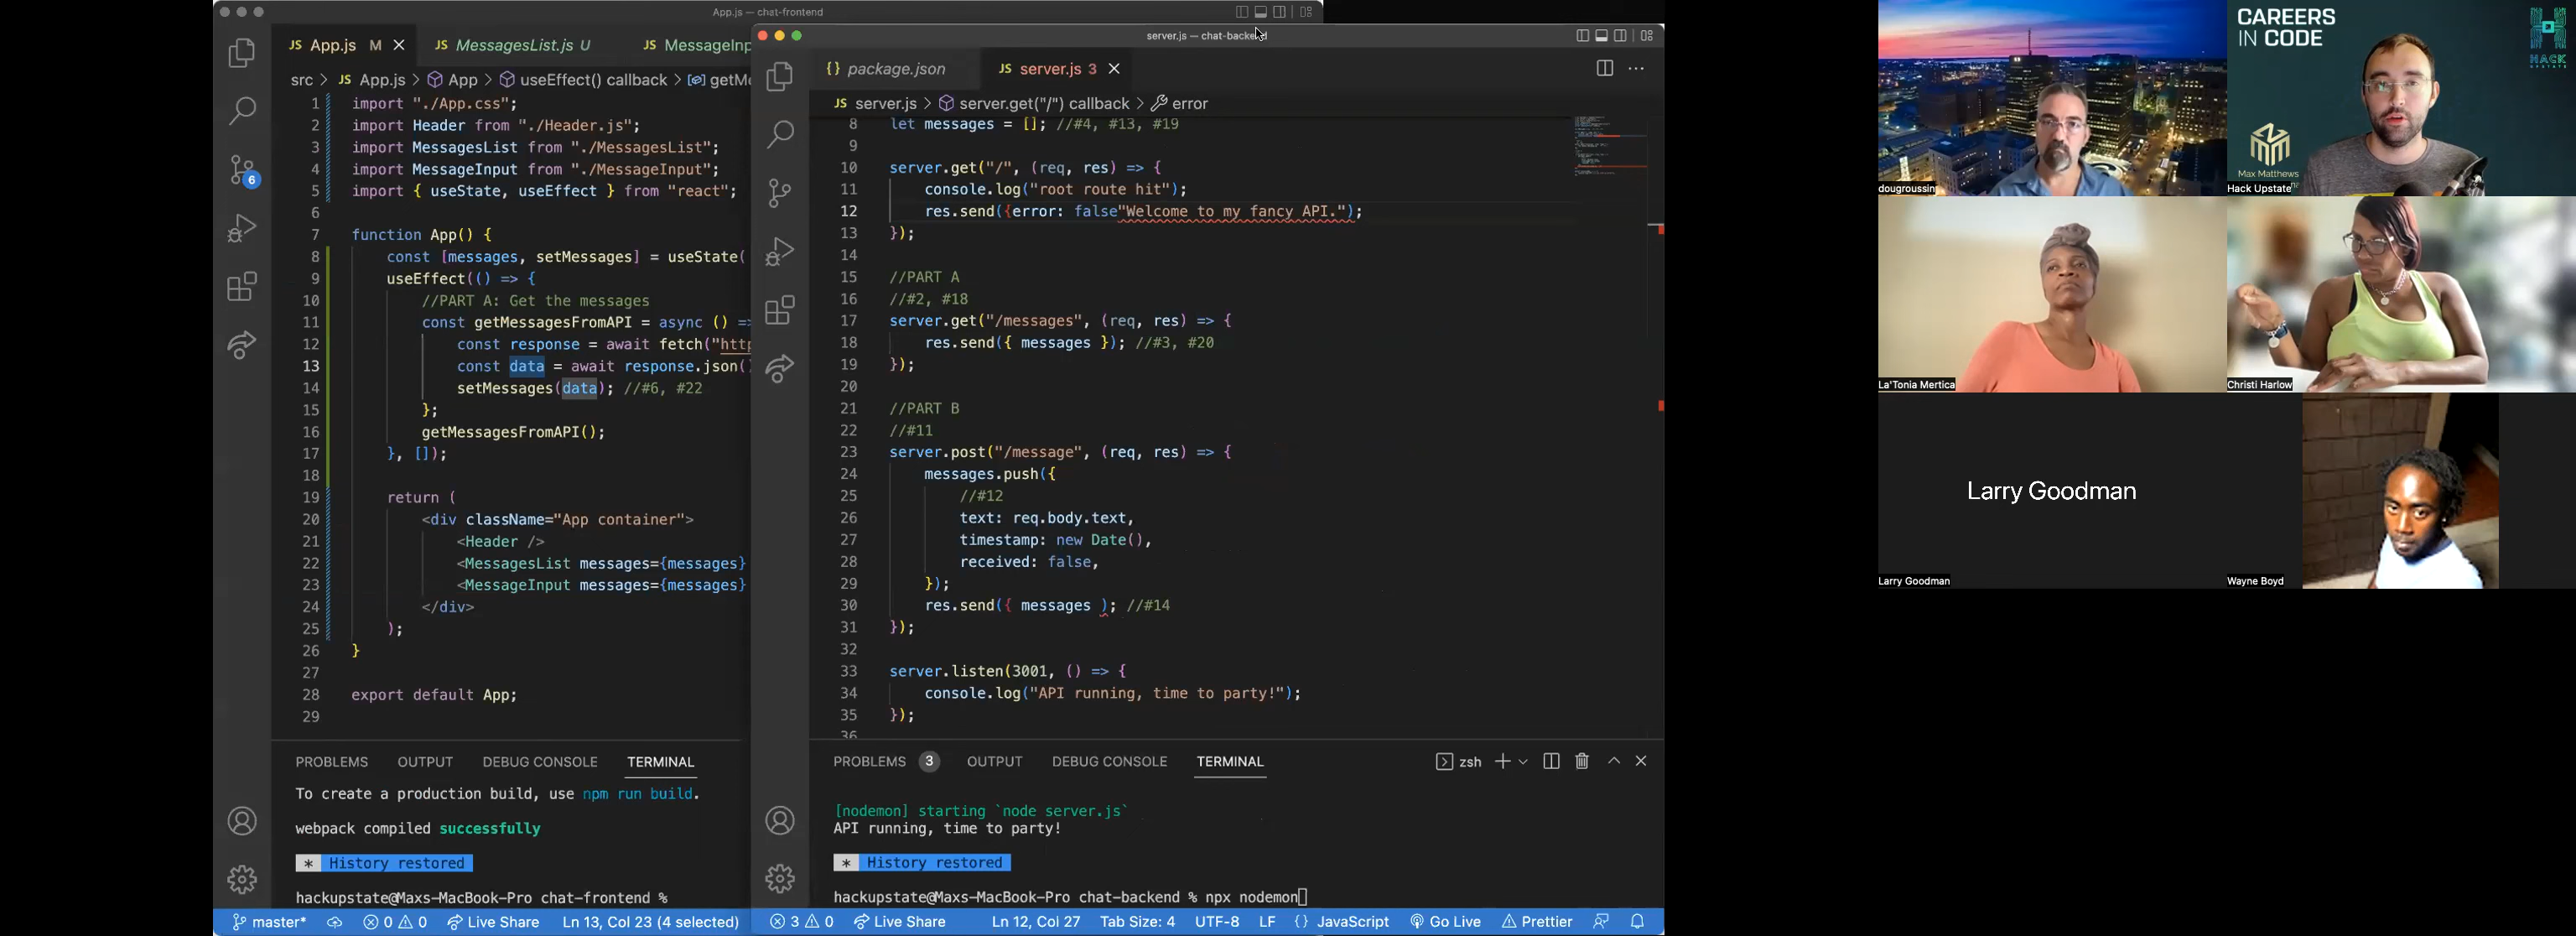 App.js — chat-frontend
JS App.js M
JS MessagesList.js U
JS MessageInp
src > JS App.js > App > useEffect() callback > getMe
1 import "./App.css";
2 import Header from "./Header.js";
3 import MessagesList from "./MessagesList";
4 import MessageInput from "./MessageInput";
5 import { useState, useEffect } from "react";
6
7 function App() {
8 const [messages, setMessages] = useState(
9 useEffect(() => {
10 //PART A: Get the messages
11 const getMessagesFromAPI = async () =>
12 const response = await fetch("http
13 const data = await response.json()
14 setMessages(data); //#6, #22
15 };
16 getMessagesFromAPI();
17 }, []);
18
19 return (
20 <div className="App container">
21 <Header />
22 <MessagesList messages={messages}
23 <MessageInput messages={messages}
24 </div>
25 );
26 }
27
28 export default App;
29
6
PROBLEMS OUTPUT DEBUG CONSOLE TERMINAL
To create a production build, use npm run build.
webpack compiled successfully
* History restored
hackupstate@Maxs-MacBook-Pro chat-frontend %
master* 0 0 Live Share Ln 13, Col 23 (4 selected)
server.js — chat-backend
{} package.json
JS server.js 3
JS server.js > server.get("/") callback > error
8 let messages = []; //#4, #13, #19
9
10 server.get("/", (req, res) => {
11 console.log("root route hit");
12 res.send({error: false"Welcome to my fancy API.");
13 });
14
15 //PART A
16 //#2, #18
17 server.get("/messages", (req, res) => {
18 res.send({ messages }); //#3, #20
19 });
20
21 //PART B
22 //#11
23 server.post("/message", (req, res) => {
24 messages.push({
25 //#12
26 text: req.body.text,
27 timestamp: new Date(),
28 received: false,
29 });
30 res.send({ messages ); //#14
31 });
32
33 server.listen(3001, () => {
34 console.log("API running, time to party!");
35 });
36
PROBLEMS 3 OUTPUT DEBUG CONSOLE TERMINAL
zsh
[nodemon] starting `node server.js`
API running, time to party!
* History restored
hackupstate@Maxs-MacBook-Pro chat-backend % npx nodemon
3 0 Live Share Ln 12, Col 27 Tab Size: 4 UTF-8 LF {} JavaScript Go Live Prettier
dougroussin
CAREERS
IN CODE
HACK
UPSTATE
Max Matthews
Hack Upstate
La'Tonia Mertica
Christi Harlow
Larry Goodman
Larry Goodman
Wayne Boyd